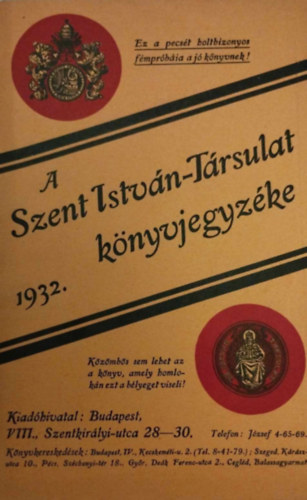 Ez a pecsét holtbizonyos
fémpróbája a jó könyvnek!
A
Szent István-Társulat
könyvjegyzéke
1932.
Közömbös sem lehet az
a könyv, amely homlo-
kán ezt a bélyeget viseli!
Kiadóhivatal: Budapest,
VIII., Szentkirályi-utca 28—30.
Telefon: József 4-65-69.
Könyvkereskedések: Budapest, IV., Kecskeméti-u. 2. (Tel. 8-41-79.); Szeged, Kárász-
utca 10., Pécs, Széchenyi-tér 18., Győr, Deák Ferenc-utca 2., Cegléd, Balassagyarmat